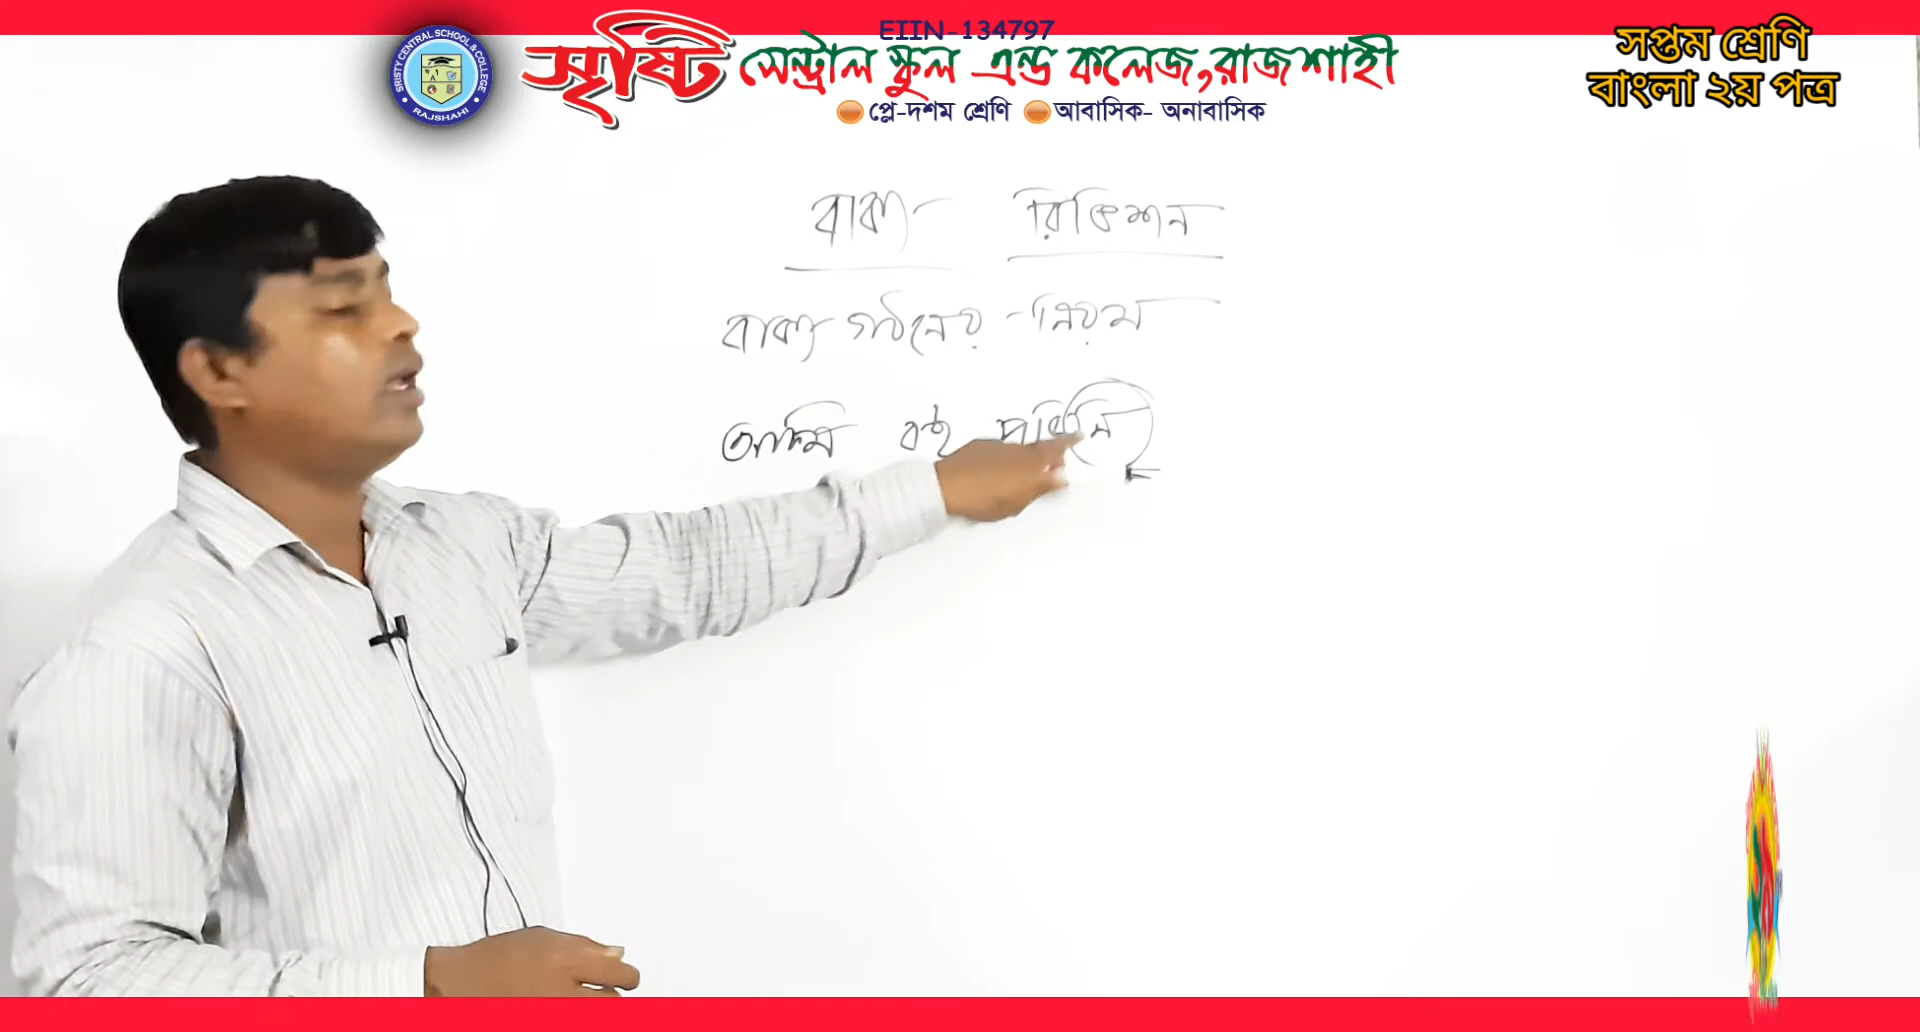 EIIN-134797
SRISTY CENTRAL SCHOOL & COLLEGE
RAJSHAHI
সৃষ্টি সেন্ট্রাল স্কুল এন্ড কলেজ,রাজশাহী
প্লে-দশম শ্রেণি আবাসিক- অনাবাসিক
সপ্তম শ্রেণি
বাংলা ২য় পত্র
বাক্য রিভিশন
বাক্য গঠনের নিয়ম
আমি বই পড়িনি